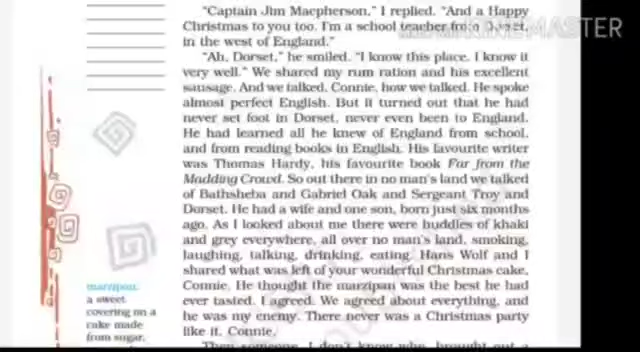 "Captain Jim Macpherson," I replied. "And a Happy
Christmas to you too. I'm a school teacher from Dorset,
in the west of England."
"Ah, Dorset," he smiled. "I know this place. I know it
very well." We shared my rum ration and his excellent
sausage. And we talked, Connie, how we talked. He spoke
almost perfect English. But it turned out that he had
never set foot in Dorset, never even been to England.
He had learned all he knew of England from school,
and from reading books in English. His favourite writer
was Thomas Hardy, his favourite book Far from the
Madding Crowd. So out there in no man's land we talked
of Bathsheba and Gabriel Oak and Sergeant Troy and
Dorset. He had a wife and one son, born just six months
ago. As I looked about me there were huddles of khaki
and grey everywhere, all over no man's land, smoking,
laughing, talking, drinking, eating. Hans Wolf and I
shared what was left of your wonderful Christmas cake,
Connie. He thought the marzipan was the best he had
ever tasted. I agreed. We agreed about everything, and
he was my enemy. There never was a Christmas party
like it, Connie.
Then someone, I don't know who, brought out a
marzipan:
a sweet
covering on a
cake made
from sugar,
KINEMASTER